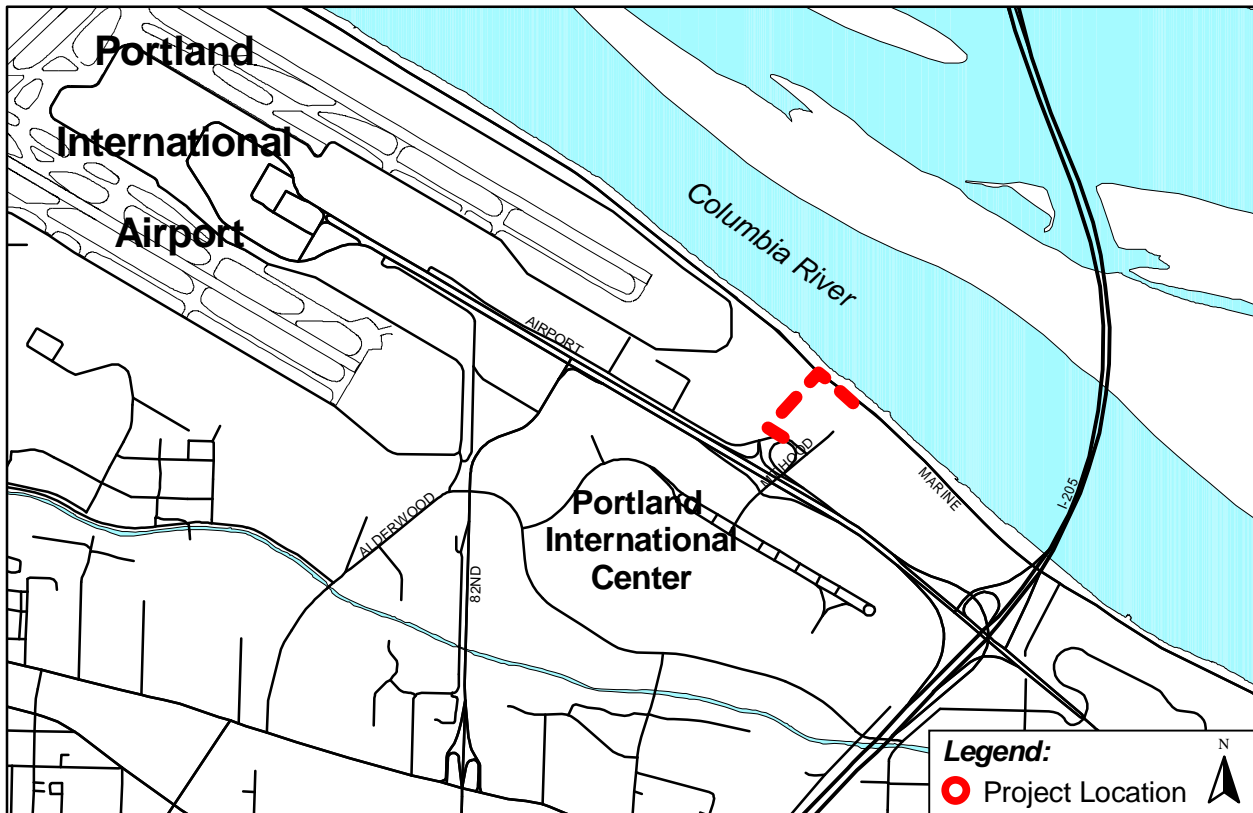 Portland
International
Airport
Columbia River
AIRPORT
MARINE
I-205
ALDERWOOD
82ND
Portland
International
Center
Legend:
Project Location
N